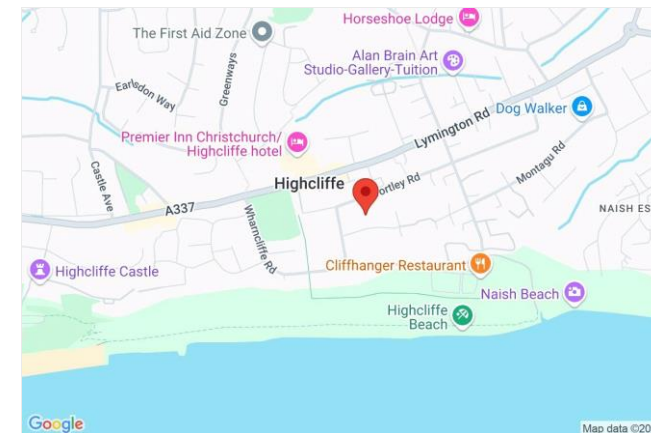 Horseshoe Lodge
The First Aid Zone
Alan Brain Art
Studio-Gallery-Tuition
Earlsdon Way
Greenways
Dog Walker
Premier Inn Christchurch/
Highcliffe hotel
Lymington Rd
Montagu Rd
Castle Ave
Highcliffe
ortley Rd
A337
NAISH ES
Wharncliffe Rd
Highcliffe Castle
Cliffhanger Restaurant
Naish Beach
Highcliffe
Beach
Google
Map data ©20